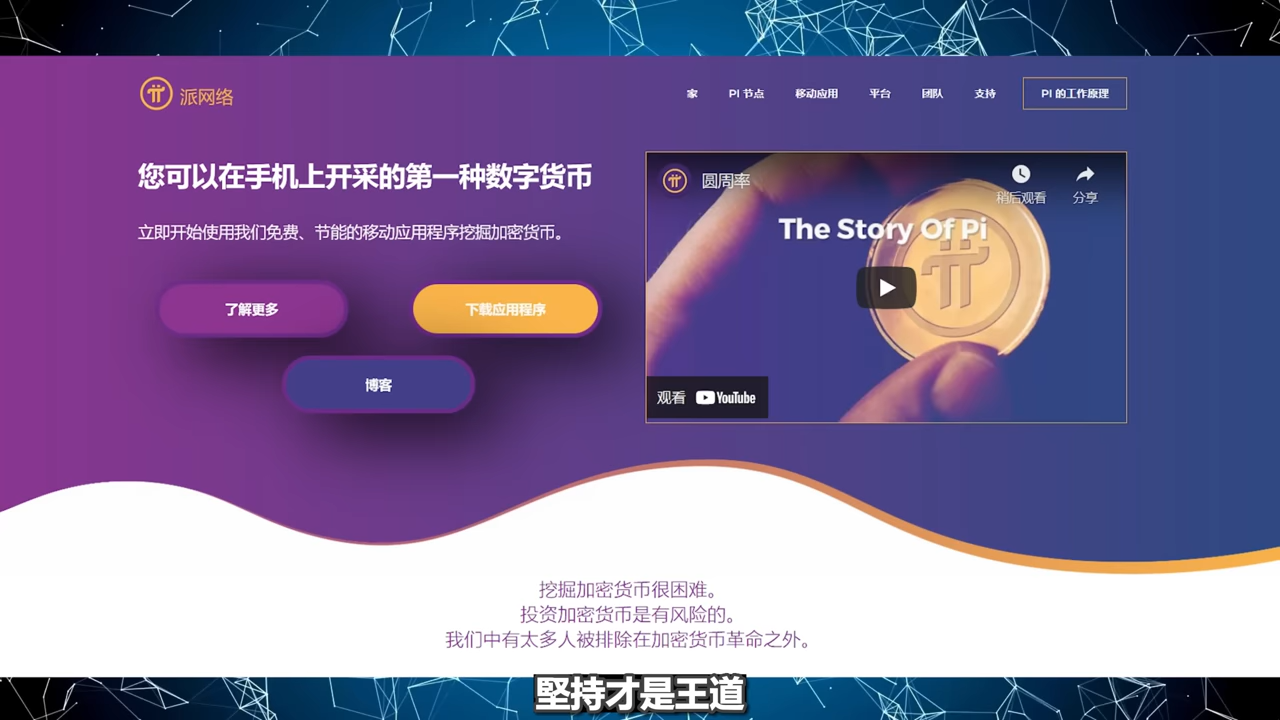 派网络
家 PI 节点 移动应用 平台 团队 支持 PI 的工作原理
您可以在手机上开采的第一种数字货币
立即开始使用我们免费、节能的移动应用程序挖掘加密货币。
了解更多
下载应用程序
博客
圆周率
稍后观看
分享
The Story Of Pi
观看 YouTube
挖掘加密货币很困难。
投资加密货币是有风险的。
我们中有太多人被排除在加密货币革命之外。
堅持才是王道